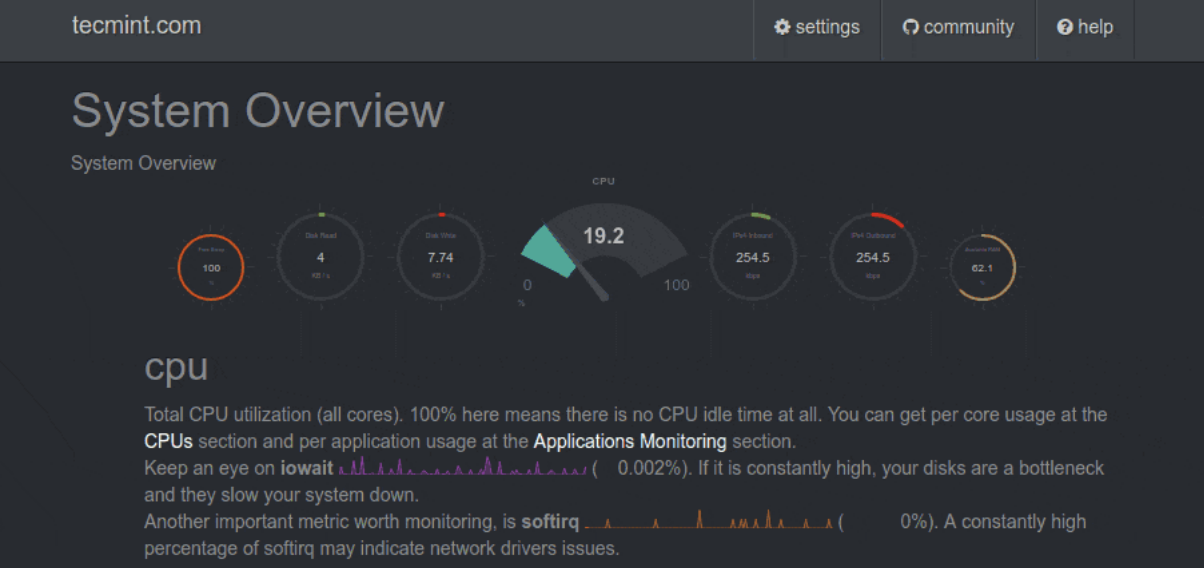 tecmint.com
settings
community
help
System Overview
System Overview
CPU
Disk Read
4
KB / s
Disk Write
7.74
KB / s
19.2
0
100
%
IPv4 Inbound
254.5
kbps
IPv4 Outbound
254.5
kbps
100
%
62.1
%
cpu
Total CPU utilization (all cores). 100% here means there is no CPU idle time at all. You can get per core usage at the
CPUs section and per application usage at the Applications Monitoring section.
Keep an eye on iowait ( 0.002%). If it is constantly high, your disks are a bottleneck
and they slow your system down.
Another important metric worth monitoring, is softirq ( 0%). A constantly high
percentage of softirq may indicate network drivers issues.